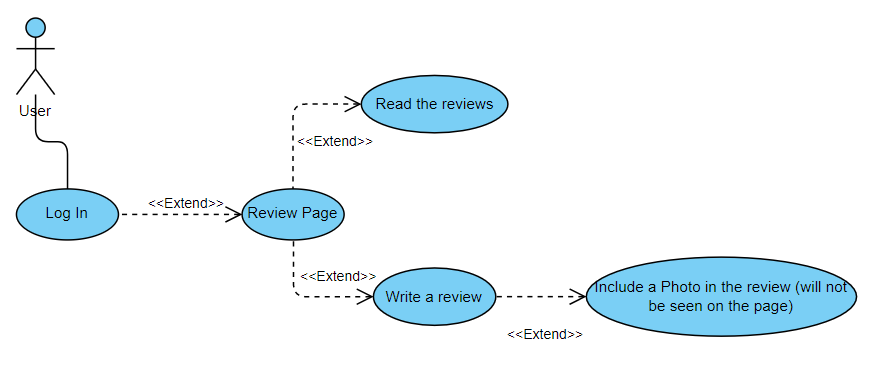 User
Log In
<<Extend>>
Review Page
<<Extend>>
Read the reviews
<<Extend>>
Write a review
<<Extend>>
Include a Photo in the review (will not
be seen on the page)